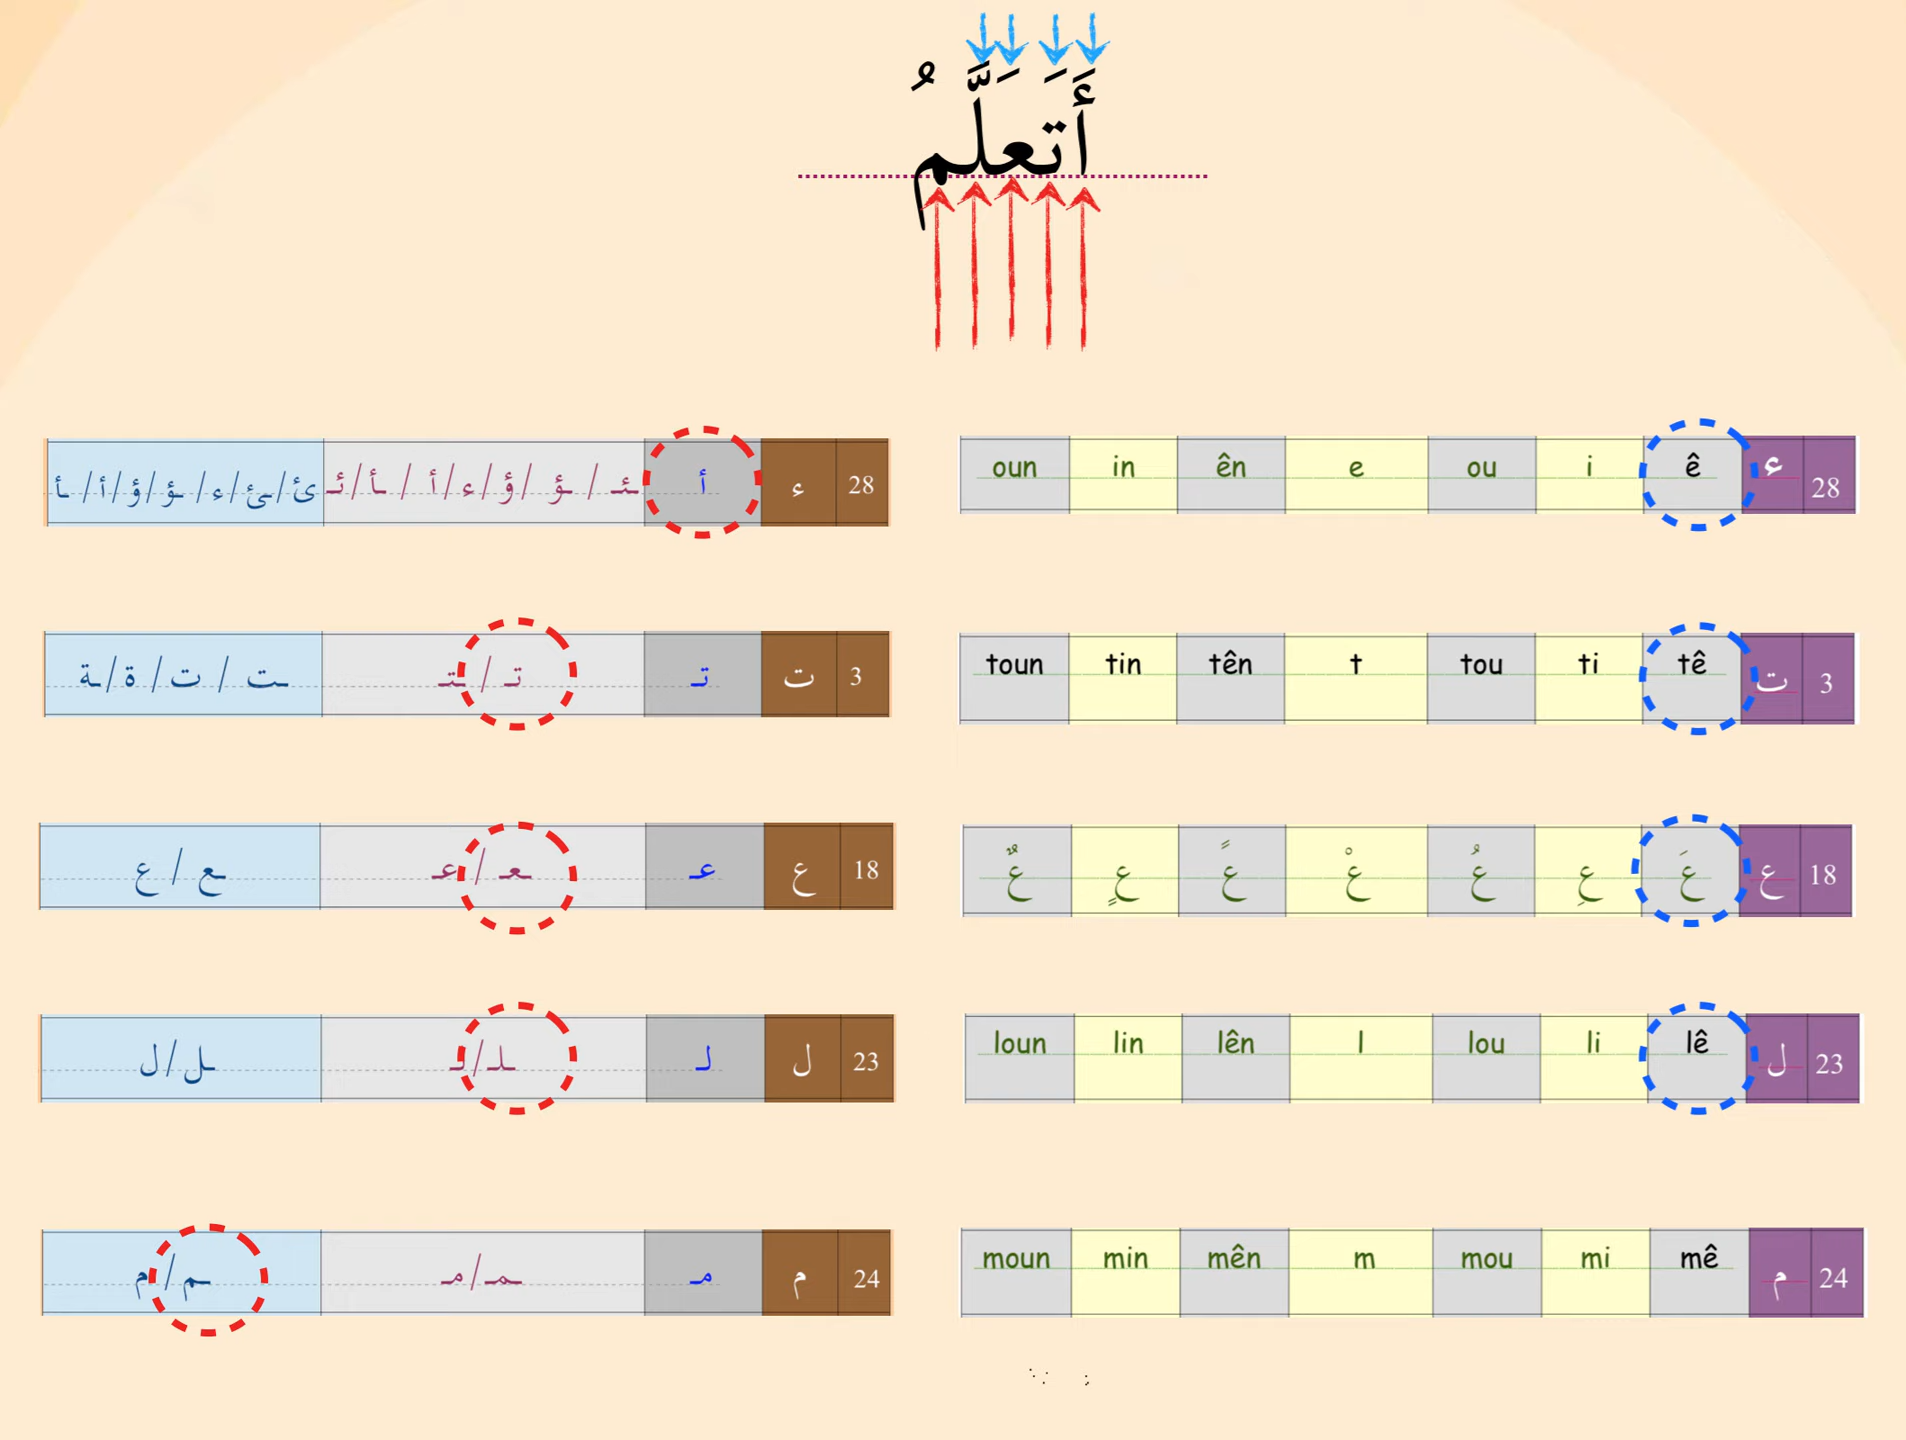 أَتَعَلَّمُ
28 ء أ ئـ / ـأ / أ / ء / ؤ / ـؤ / ـئـ ئ / ـئ / ء / ـؤ / ؤ / أ / ـأ
oun in ên e ou i ê ء 28
3 ت تـ تـ / ـتـ ـت / ت / ة / ـة
toun tin tên t tou ti tê ت 3
18 ع عـ ـعـ / عـ ـع / ع
عٌ عٍ عً عْ عُ عِ عَ ع 18
23 ل لـ ـلـ / لـ ـل / ل
loun lin lên l lou li lê ل 23
24 م مـ ـمـ / مـ ـم / م
moun min mên m mou mi mê م 24